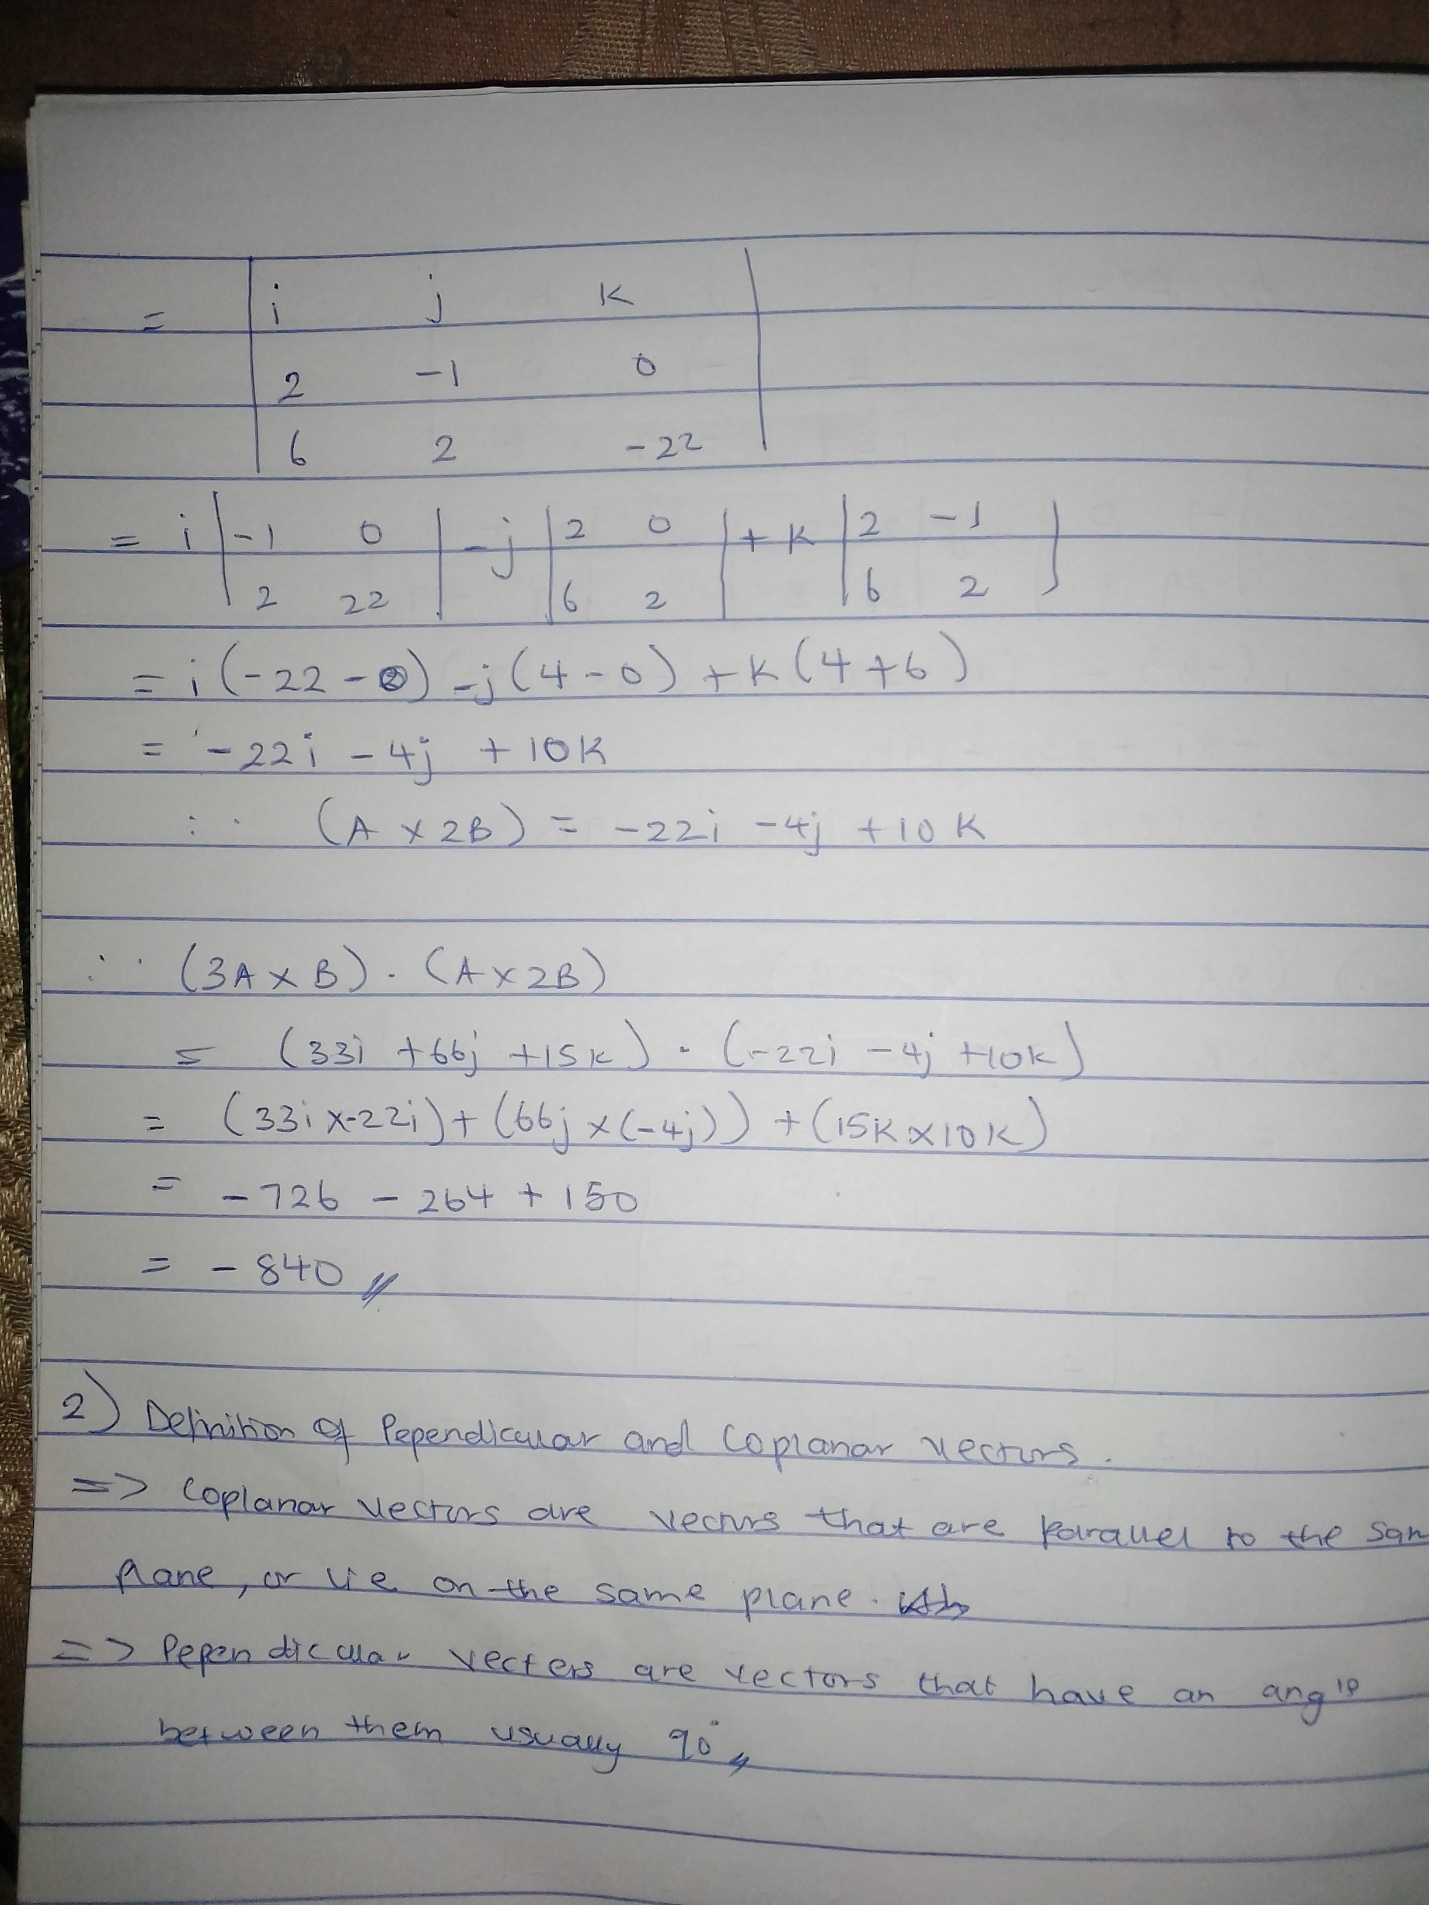 = | i j K |
| 2 -1 0 |
| 6 2 -22 |
= i | -1 0 | - j | 2 0 | + K | 2 -1 |
| 2 22 | | 6 2 | | 6 2 |
= i (-22 - 0) - j (4 - 0) + K (4 + 6)
= -22i - 4j + 10K
∴ (A × 2B) = -22i - 4j + 10K
∴ (3A × B) . (A × 2B)
= (33i + 66j + 15K) . (-22i - 4j + 10K)
= (33i × -22i) + (66j × (-4j)) + (15K × 10K)
= -726 - 264 + 150
= -840
2) Definition of Pependicular and Coplanar vectors.
=> Coplanar vectors are vectors that are parallel to the sam
plane, or lie on the same plane.
=> Pependicular vecters are vectors that have an angle
between them usually 90°